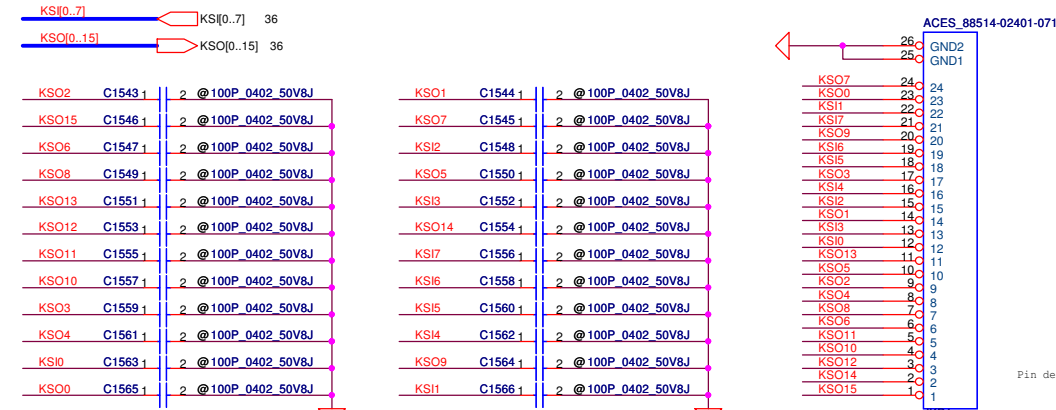 KSI[0..7] KSI[0..7] 36
KSO[0..15] KSO[0..15] 36
KSO2 C1543 1 2 @100P_0402_50V8J
KSO15 C1546 1 2 @100P_0402_50V8J
KSO6 C1547 1 2 @100P_0402_50V8J
KSO8 C1549 1 2 @100P_0402_50V8J
KSO13 C1551 1 2 @100P_0402_50V8J
KSO12 C1553 1 2 @100P_0402_50V8J
KSO11 C1555 1 2 @100P_0402_50V8J
KSO10 C1557 1 2 @100P_0402_50V8J
KSO3 C1559 1 2 @100P_0402_50V8J
KSO4 C1561 1 2 @100P_0402_50V8J
KSI0 C1563 1 2 @100P_0402_50V8J
KSO0 C1565 1 2 @100P_0402_50V8J
KSO1 C1544 1 2 @100P_0402_50V8J
KSO7 C1545 1 2 @100P_0402_50V8J
KSI2 C1548 1 2 @100P_0402_50V8J
KSO5 C1550 1 2 @100P_0402_50V8J
KSI3 C1552 1 2 @100P_0402_50V8J
KSO14 C1554 1 2 @100P_0402_50V8J
KSI7 C1556 1 2 @100P_0402_50V8J
KSI6 C1558 1 2 @100P_0402_50V8J
KSI5 C1560 1 2 @100P_0402_50V8J
KSI4 C1562 1 2 @100P_0402_50V8J
KSO9 C1564 1 2 @100P_0402_50V8J
KSI1 C1566 1 2 @100P_0402_50V8J
ACES_88514-02401-071
26 GND2
25 GND1
KSO7 24 24
KSO0 23 23
KSI1 22 22
KSI7 21 21
KSO9 20 20
KSI6 19 19
KSI5 18 18
KSO3 17 17
KSI4 16 16
KSI2 15 15
KSO1 14 14
KSI3 13 13
KSI0 12 12
KSO13 11 11
KSO5 10 10
KSO2 9 9
KSO4 8 8
KSO8 7 7
KSO6 6 6
KSO11 5 5
KSO10 4 4
KSO12 3 3
KSO14 2 2
KSO15 1 1
Pin de